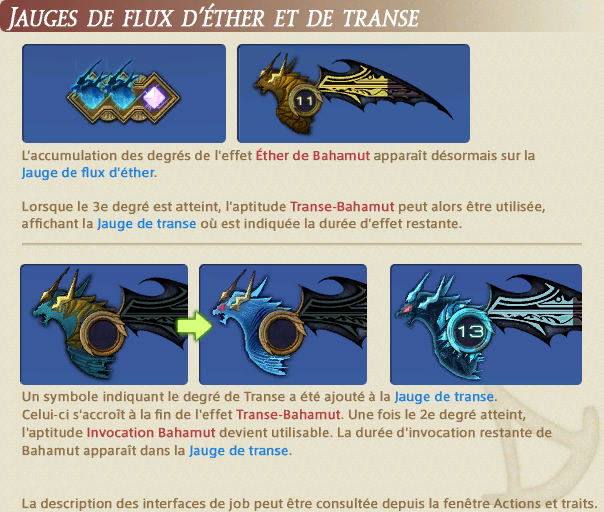 JAUGES DE FLUX D'ÉTHER ET DE TRANSE
11
L'accumulation des degrés de l'effet Éther de Bahamut apparaît désormais sur la
Jauge de flux d'éther.
Lorsque le 3e degré est atteint, l'aptitude Transe-Bahamut peut alors être utilisée,
affichant la Jauge de transe où est indiquée la durée d'effet restante.
13
Un symbole indiquant le degré de Transe a été ajouté à la Jauge de transe.
Celui-ci s'accroît à la fin de l'effet Transe-Bahamut. Une fois le 2e degré atteint,
l'aptitude Invocation Bahamut devient utilisable. La durée d'invocation restante de
Bahamut apparaît dans la Jauge de transe.
La description des interfaces de job peut être consultée depuis la fenêtre Actions et traits.